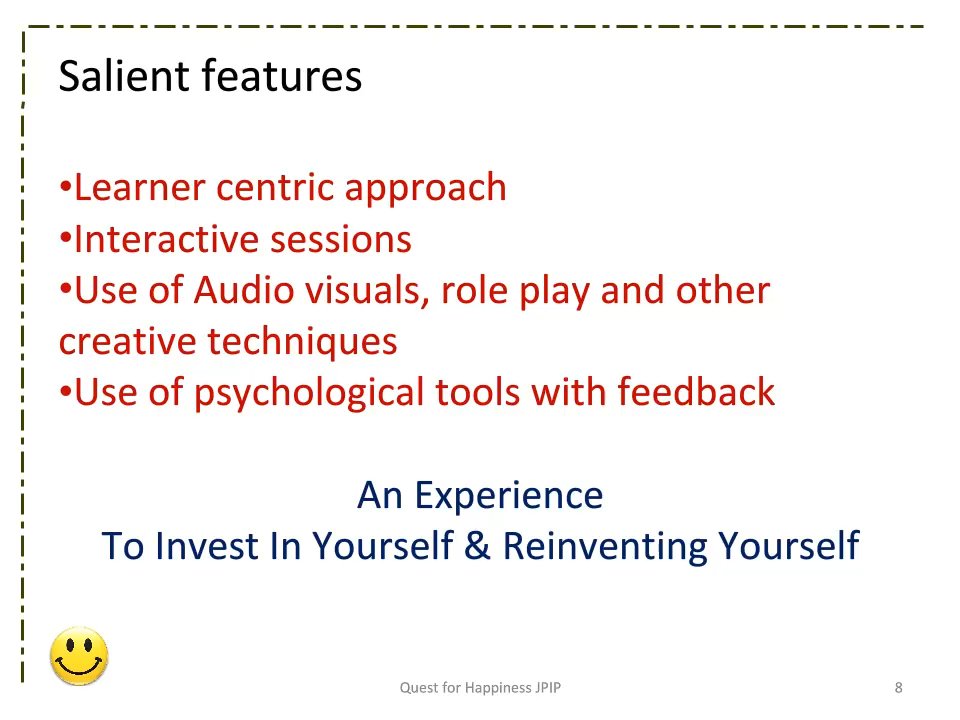 Salient features
•Learner centric approach
•Interactive sessions
•Use of Audio visuals, role play and other
creative techniques
•Use of psychological tools with feedback
An Experience
To Invest In Yourself & Reinventing Yourself
Quest for Happiness JPIP
8